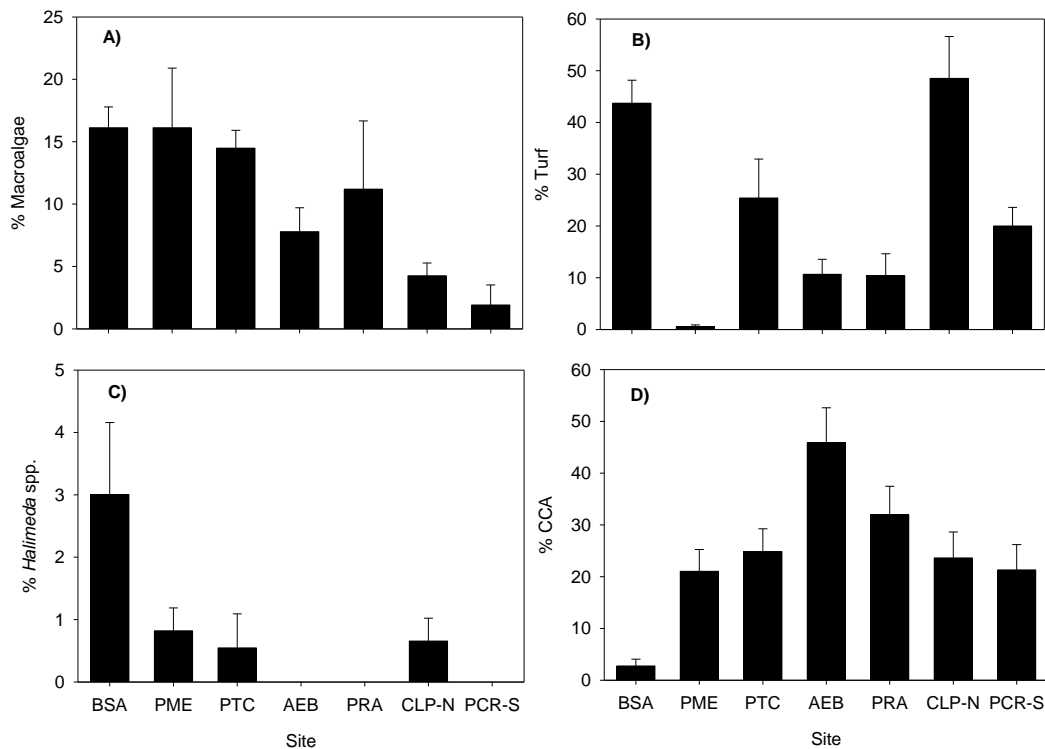 A)
% Macroalgae
25
20
15
10
5
0
B)
% Turf
60
50
40
30
20
10
0
C)
% Halimeda spp.
5
4
3
2
1
0
BSA PME PTC AEB PRA CLP-N PCR-S
Site
D)
% CCA
60
50
40
30
20
10
0
BSA PME PTC AEB PRA CLP-N PCR-S
Site